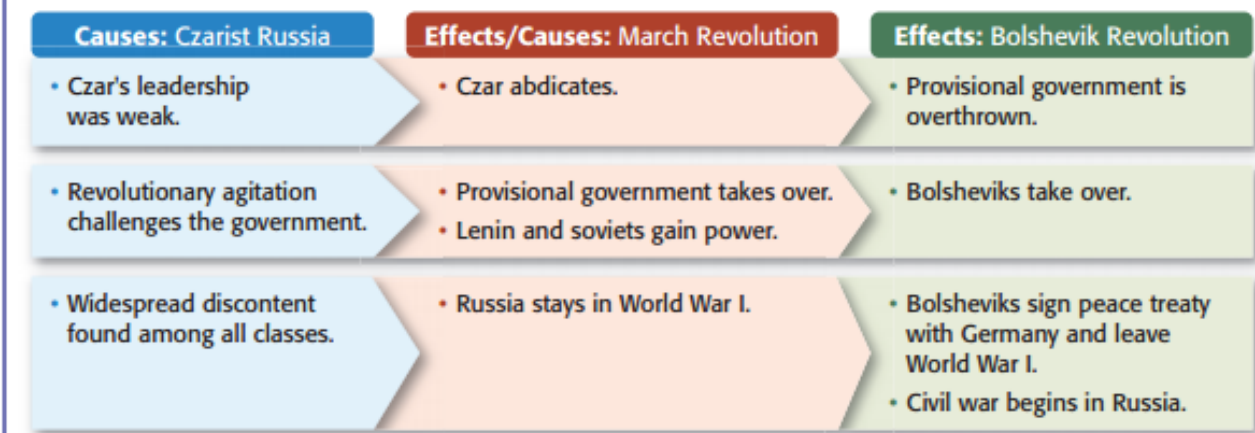 Causes: Czarist Russia
Effects/Causes: March Revolution
Effects: Bolshevik Revolution
• Czar's leadership
was weak.
• Czar abdicates.
• Provisional government is
overthrown.
• Revolutionary agitation
challenges the government.
• Provisional government takes over.
• Lenin and soviets gain power.
• Bolsheviks take over.
• Widespread discontent
found among all classes.
• Russia stays in World War I.
• Bolsheviks sign peace treaty
with Germany and leave
World War I.
• Civil war begins in Russia.